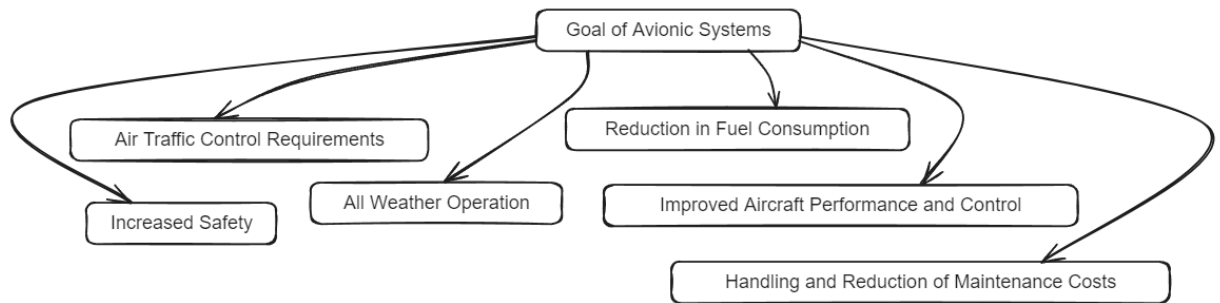 Goal of Avionic Systems
Air Traffic Control Requirements
Reduction in Fuel Consumption
Increased Safety
All Weather Operation
Improved Aircraft Performance and Control
Handling and Reduction of Maintenance Costs